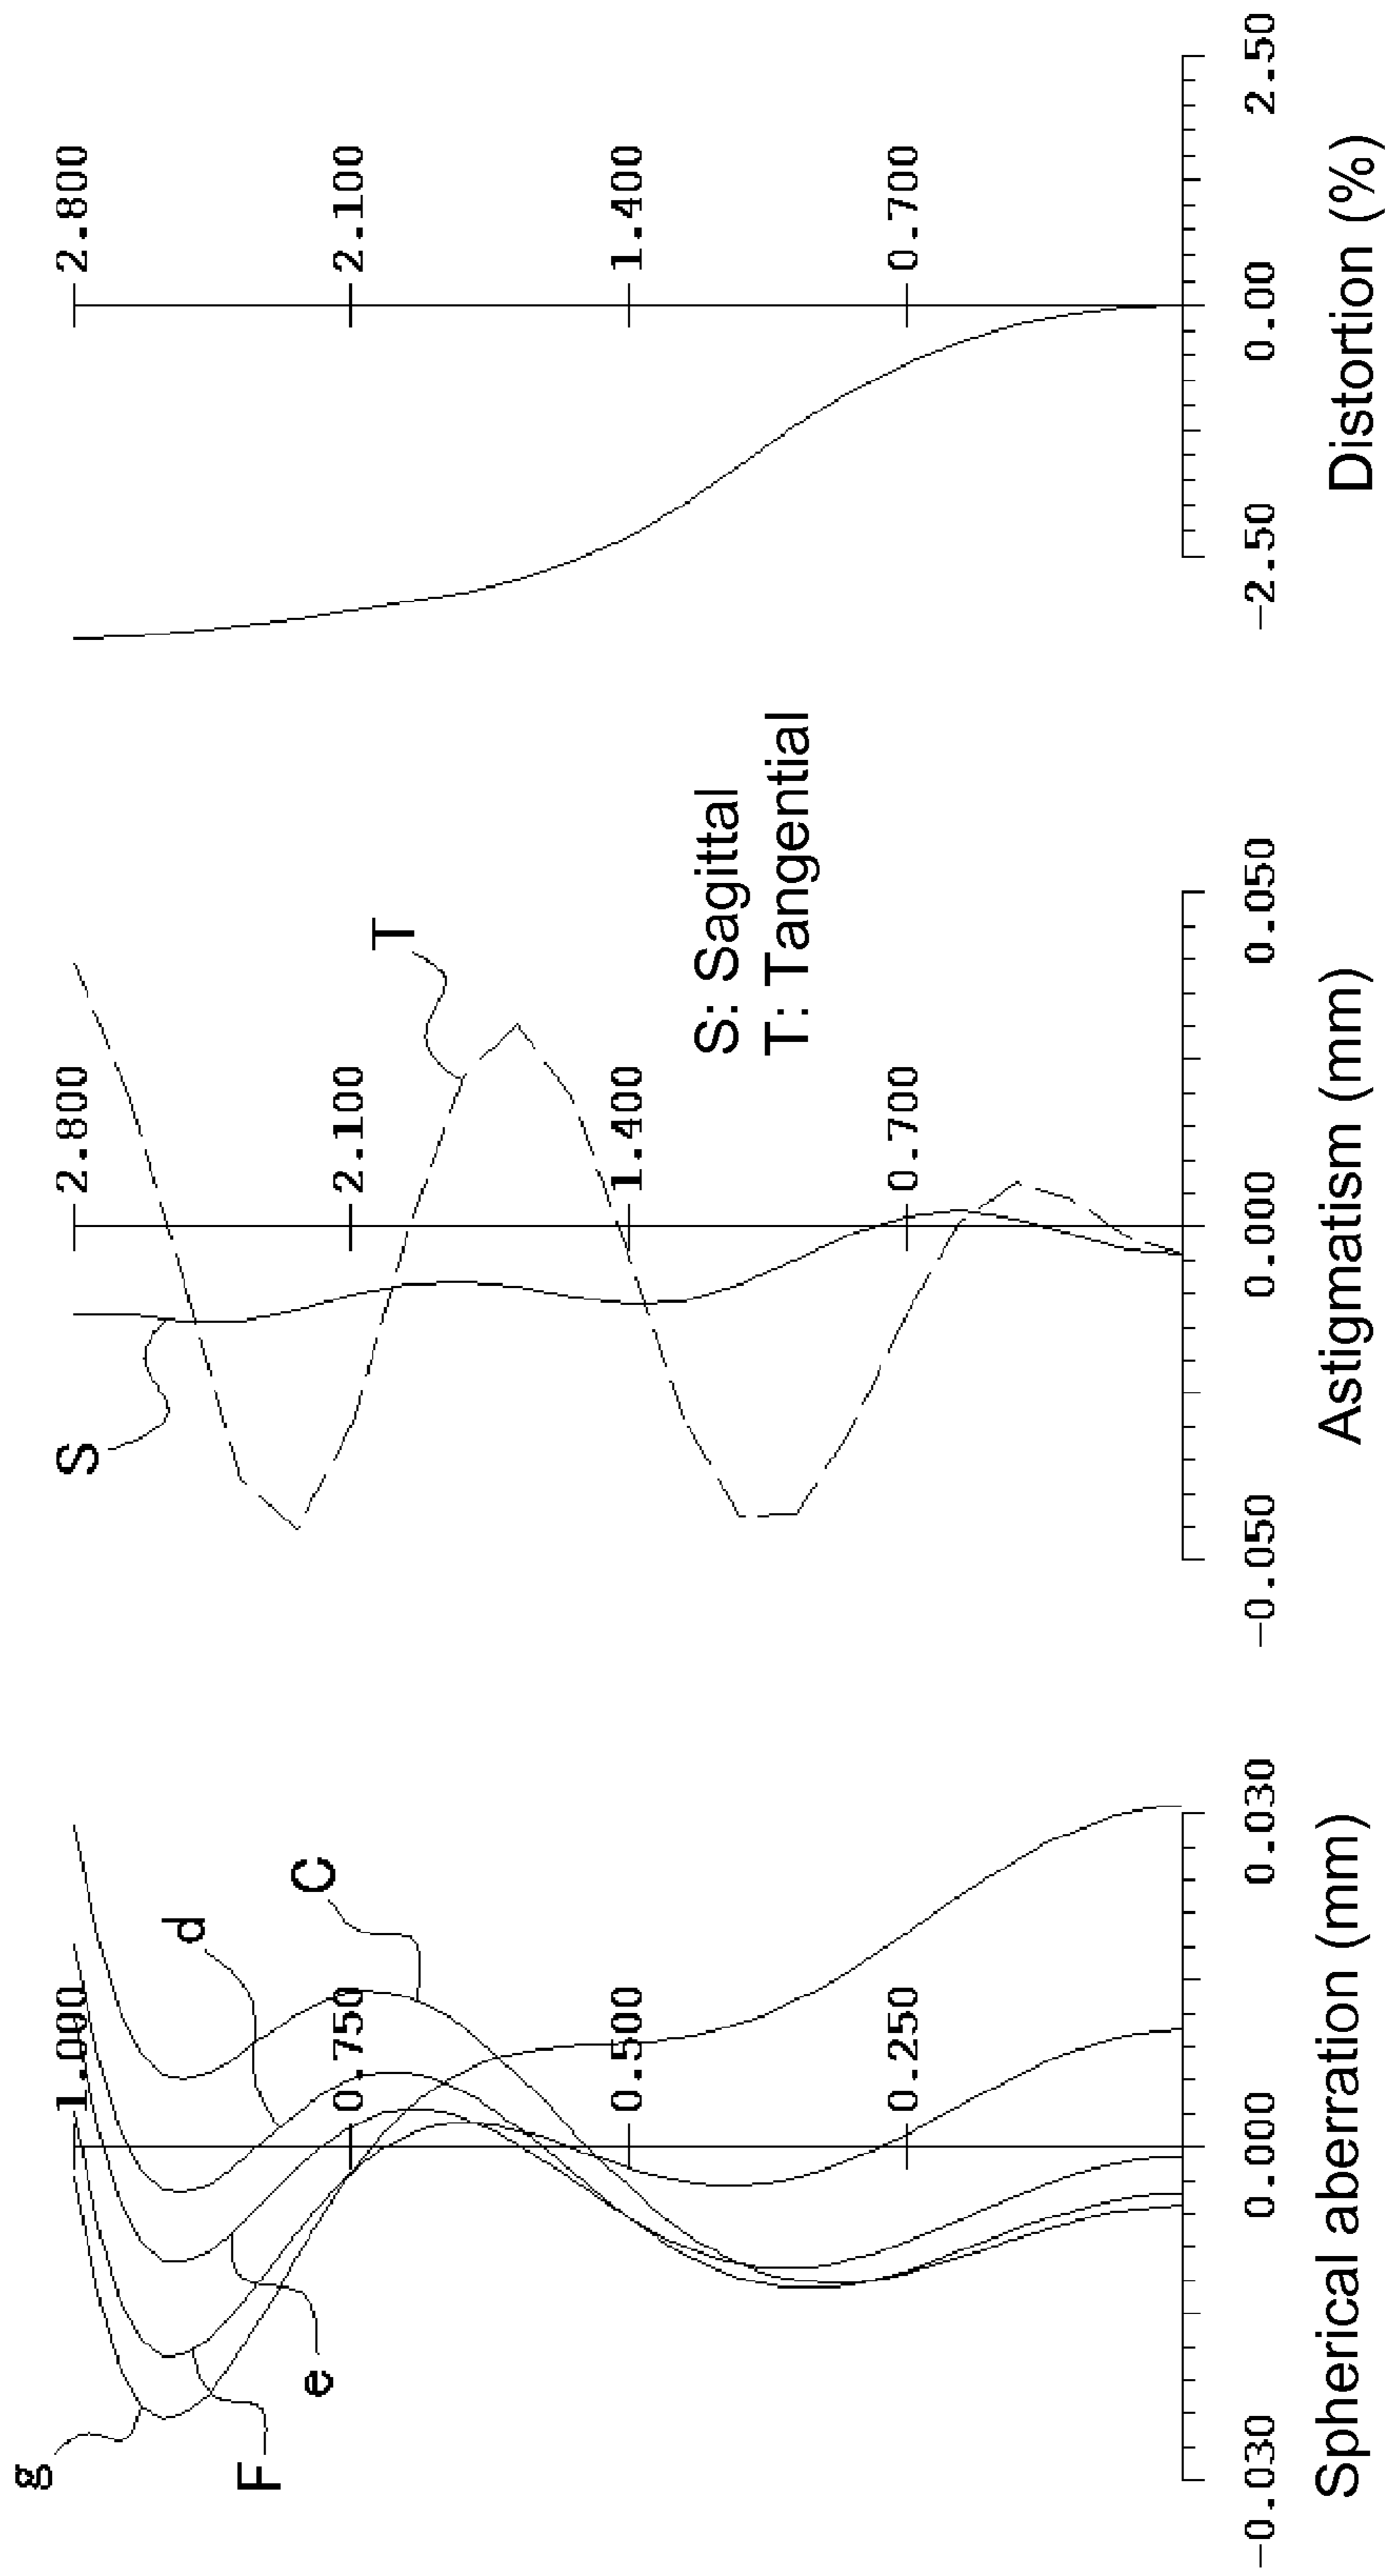 g
F
e
d
C
1.000
0.750
0.500
0.250
-0.030
0.000
0.030
Spherical aberration (mm)
S
T
2.800
2.100
1.400
0.700
S: Sagittal
T: Tangential
-0.050
0.000
0.050
Astigmatism (mm)
2.800
2.100
1.400
0.700
-2.50
0.00
2.50
Distortion (%)